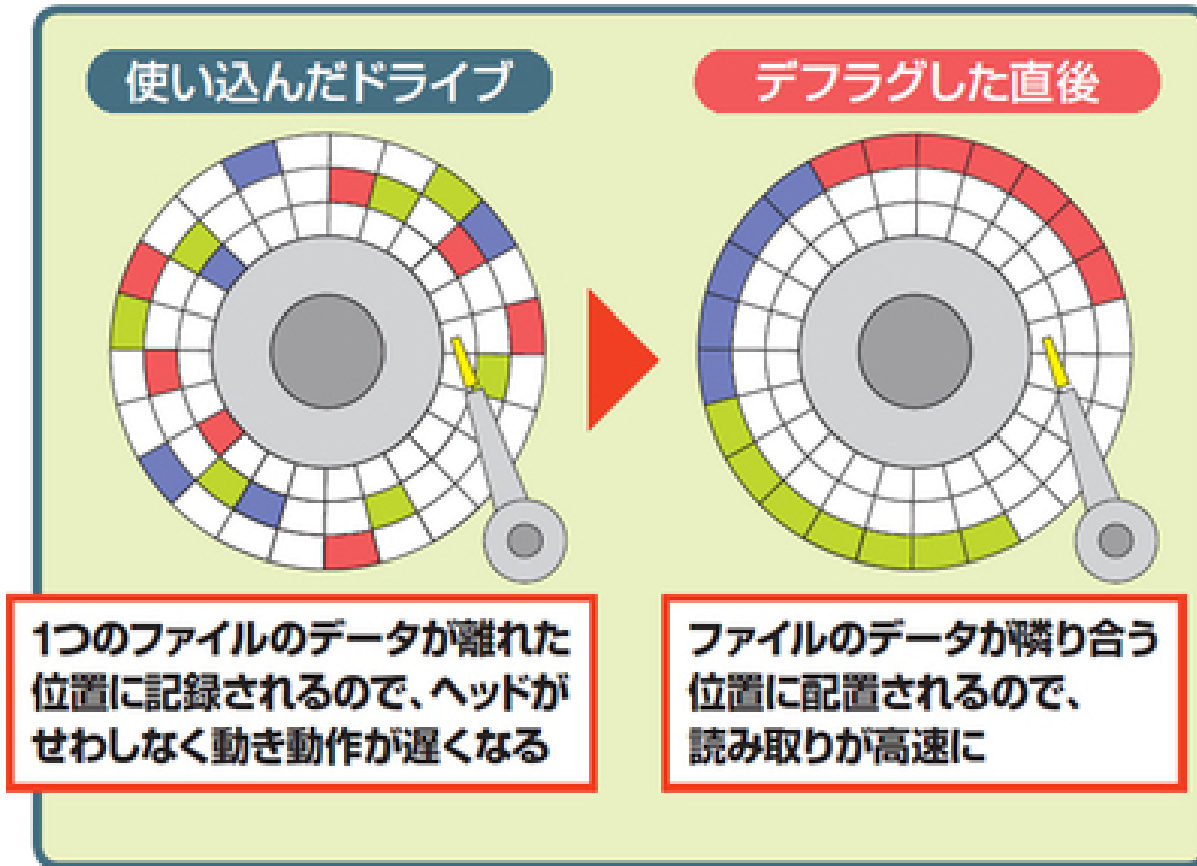 使い込んだドライブ
デフラグした直後
1つのファイルのデータが離れた
位置に記録されるので、ヘッドが
せわしなく動き動作が遅くなる
ファイルのデータが隣り合う
位置に配置されるので、
読み取りが高速に